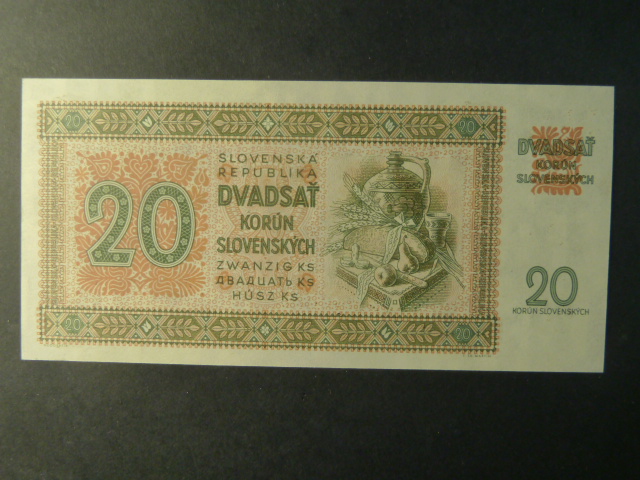 20
20
20
SLOVENSKÁ
REPUBLIKA
DVADSAŤ
KORÚN
SLOVENSKÝCH
ZWANZIG KS
ДВАДЦАТЬ KS
HÚSZ KS
20
20
DVADSAŤ
KORÚN
SLOVENSKÝCH
20
KORÚN SLOVENSKÝCH